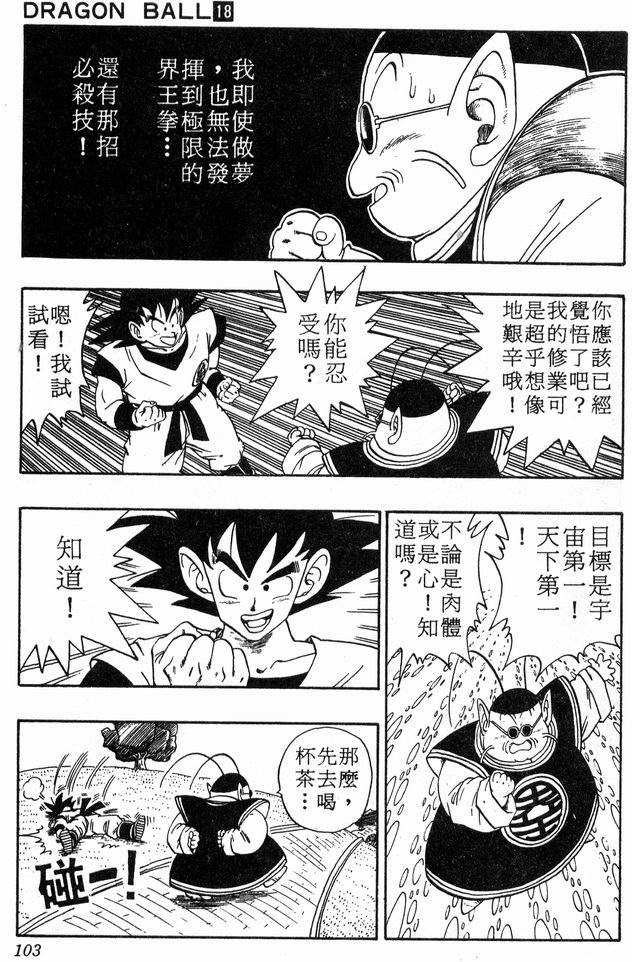 DRAGON BALL 18
我即使做夢
，也無法發
揮到極限的
界王拳…
還有那招
必殺技！
你應該已經
覺悟了吧？
我的修業可
是超乎想像
地艱辛哦！
你能忍
受嗎？
嗯！我試
試看！
目標是宇
宙第一！
天下第一
！
不論是肉體
或是心！知
道嗎？
知道！
那麼，
先去喝
杯茶…
碰一！
103